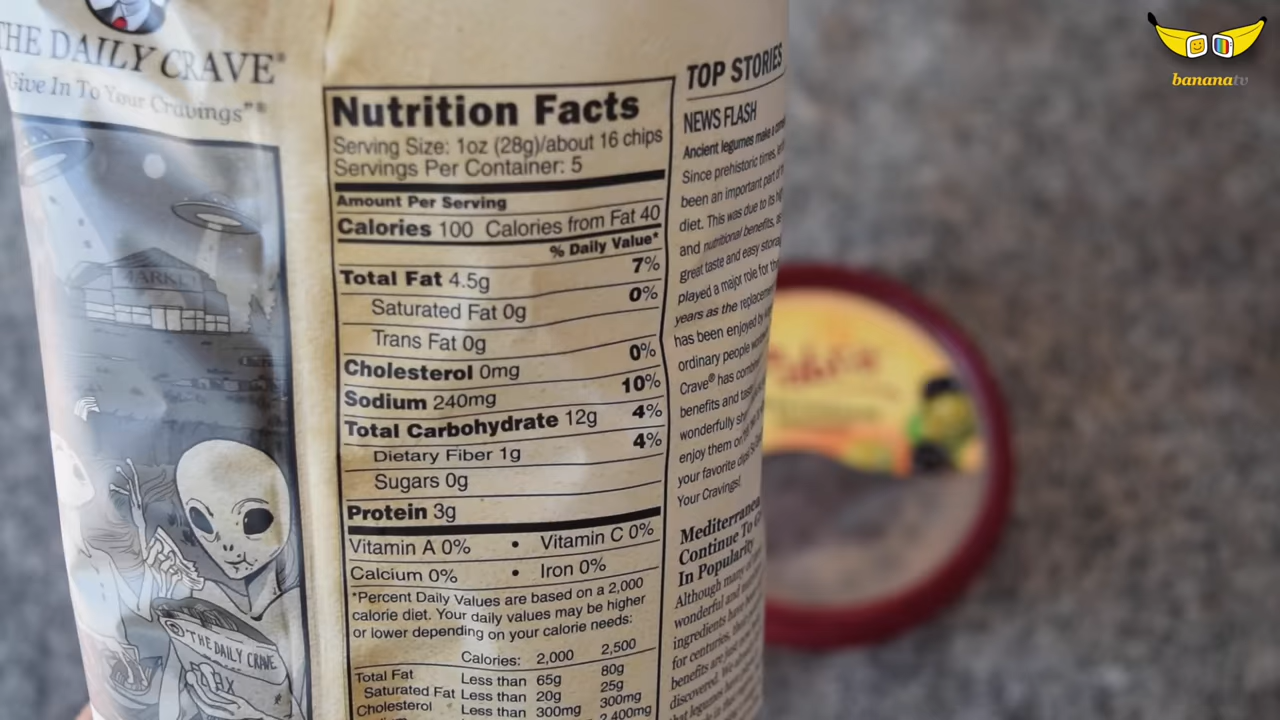 THE DAILY CRAVE®
"Give In To Your Cravings"®
MARKET
THE DAILY CRAVE
Nutrition Facts
Serving Size: 1oz (28g)/about 16 chips
Servings Per Container: 5
Amount Per Serving
Calories 100 Calories from Fat 40
% Daily Value*
Total Fat 4.5g 7%
Saturated Fat 0g 0%
Trans Fat 0g
Cholesterol 0mg 0%
Sodium 240mg 10%
Total Carbohydrate 12g 4%
Dietary Fiber 1g 4%
Sugars 0g
Protein 3g
Vitamin A 0% • Vitamin C 0%
Calcium 0% • Iron 0%
*Percent Daily Values are based on a 2,000
calorie diet. Your daily values may be higher
or lower depending on your calorie needs:
Calories: 2,000 2,500
Total Fat Less than 65g 80g
Saturated Fat Less than 20g 25g
Cholesterol Less than 300mg 300mg
2,400mg
TOP STORIES
NEWS FLASH
Ancient legumes make a
Since prehistoric times,
been an important part of
diet. This was due to its
and nutritional benefits,
great taste and easy
played a major role for
years as the replacement
has been enjoyed by
ordinary people
Crave® has
benefits and
wonderfully
enjoy them
your favorite dips
Your Cravings!
Mediterranean
Continue To
In Popularity
Although many
wonderful and
ingredients have
for centuries,
benefits are just
discovered. We
that legumes
bananatv